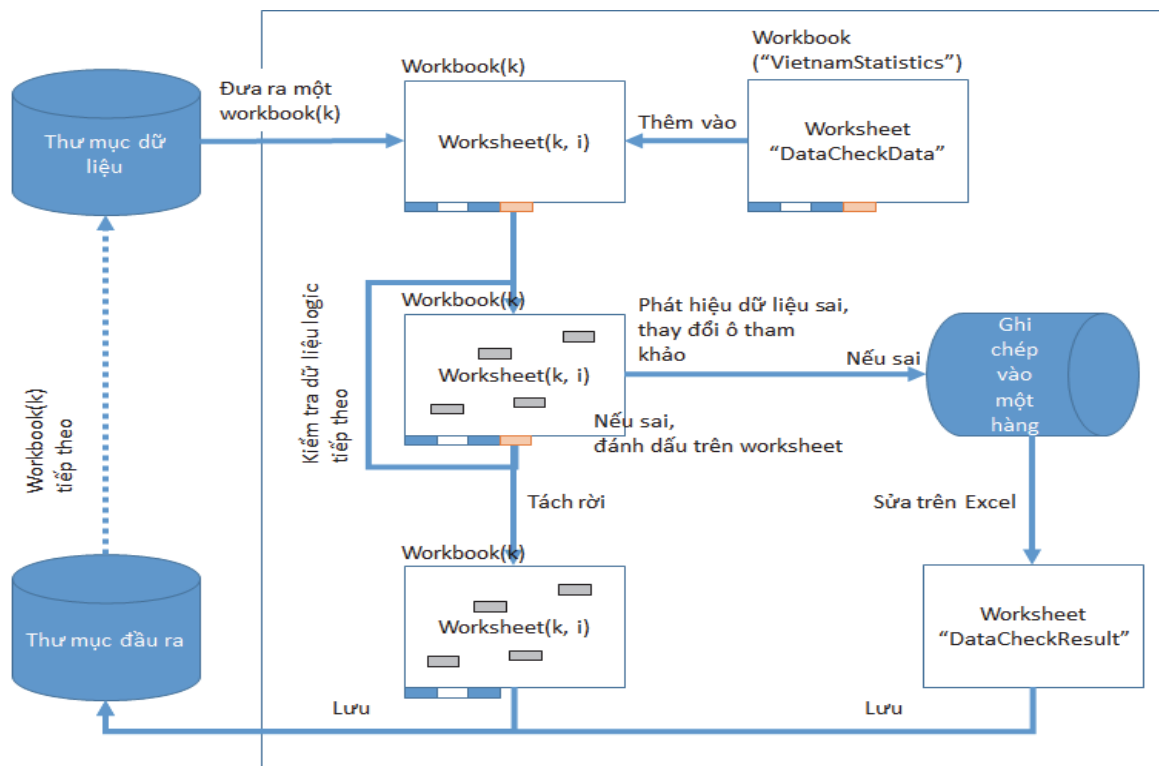 Workbook
(“VietnamStatistics”)
Workbook(k)
Đưa ra một
workbook(k)
Thư mục dữ
liệu
Worksheet(k, i)
Thêm vào
Worksheet
“DataCheckData”
Workbook(k)
tiếp theo
Kiểm tra dữ liệu logic
tiếp theo
Workbook(k)
Worksheet(k, i)
Phát hiệu dữ liệu sai,
thay đổi ô tham
khảo
Nếu sai
Ghi
chép
vào
một
hàng
Nếu sai,
đánh dấu trên worksheet
Tách rời
Sửa trên Excel
Workbook(k)
Worksheet(k, i)
Thư mục đầu ra
Worksheet
“DataCheckResult”
Lưu
Lưu